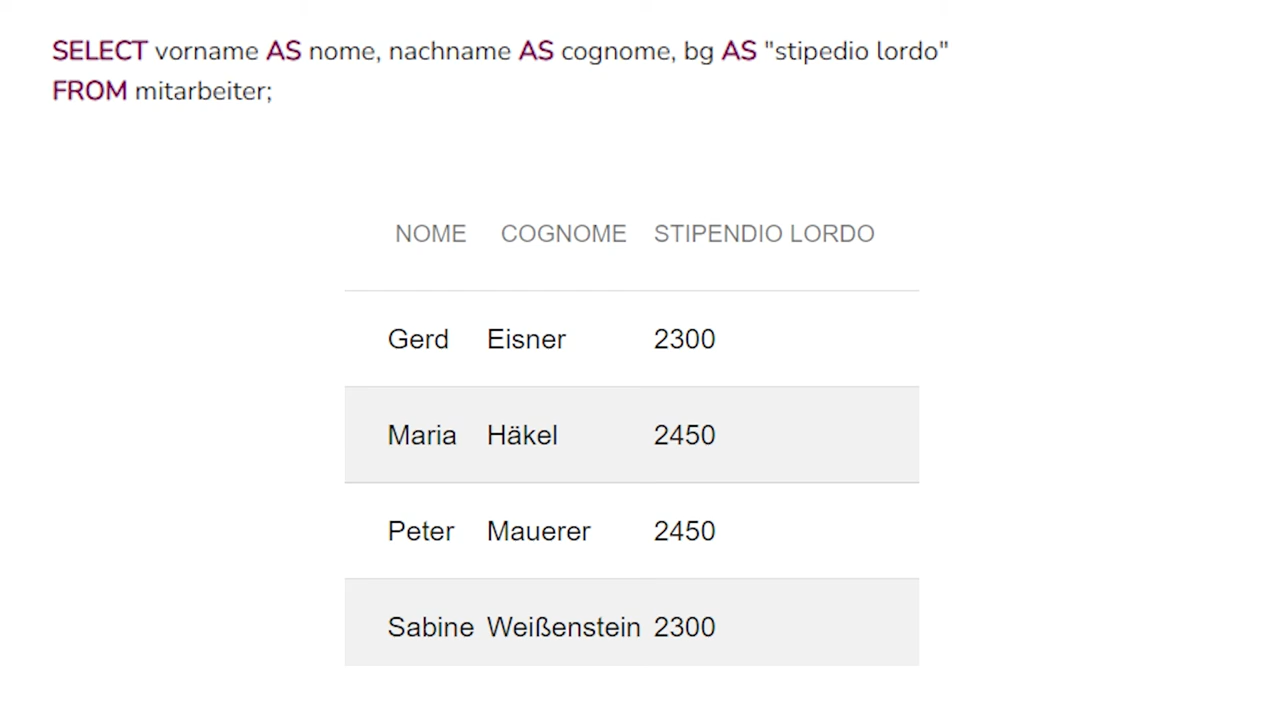 SELECT vorname AS nome, nachname AS cognome, bg AS "stipedio lordo"
FROM mitarbeiter;
NOME COGNOME STIPENDIO LORDO
Gerd Eisner 2300
Maria Häkel 2450
Peter Mauerer 2450
Sabine Weißenstein 2300